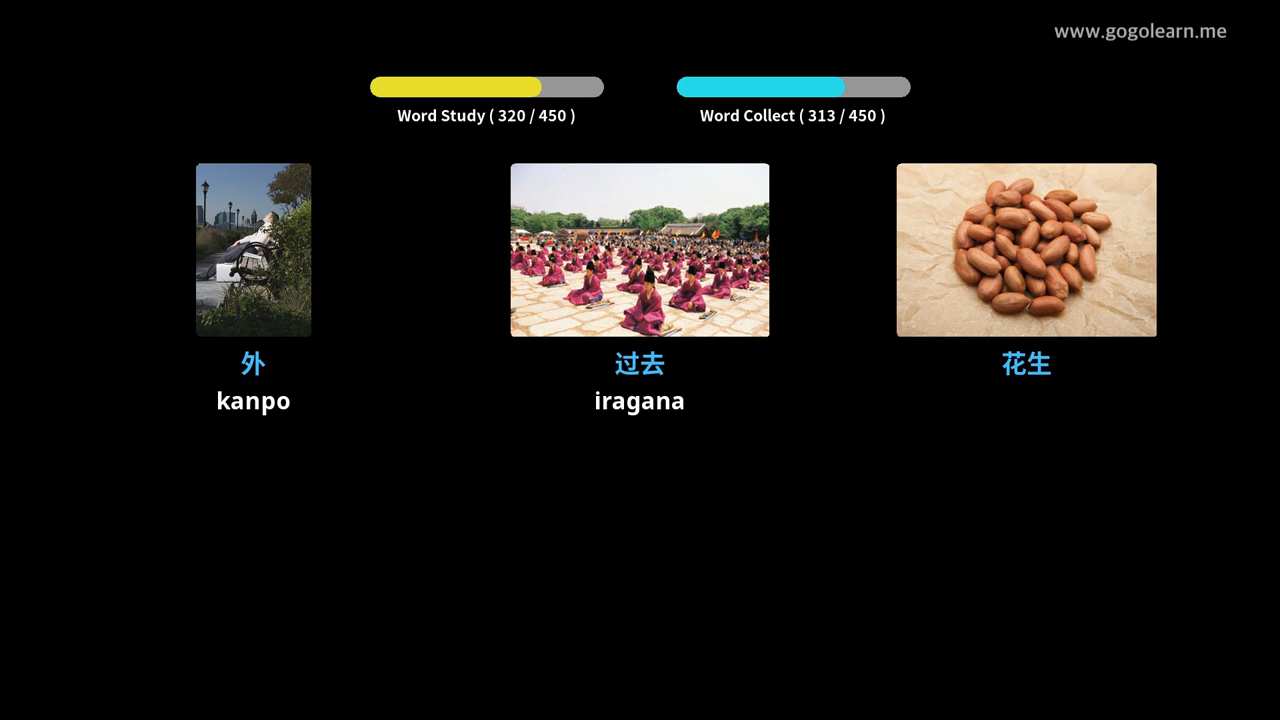 www.gogolearn.me
Word Study ( 320 / 450 )
Word Collect ( 313 / 450 )
外
过去
花生
kanpo
iragana